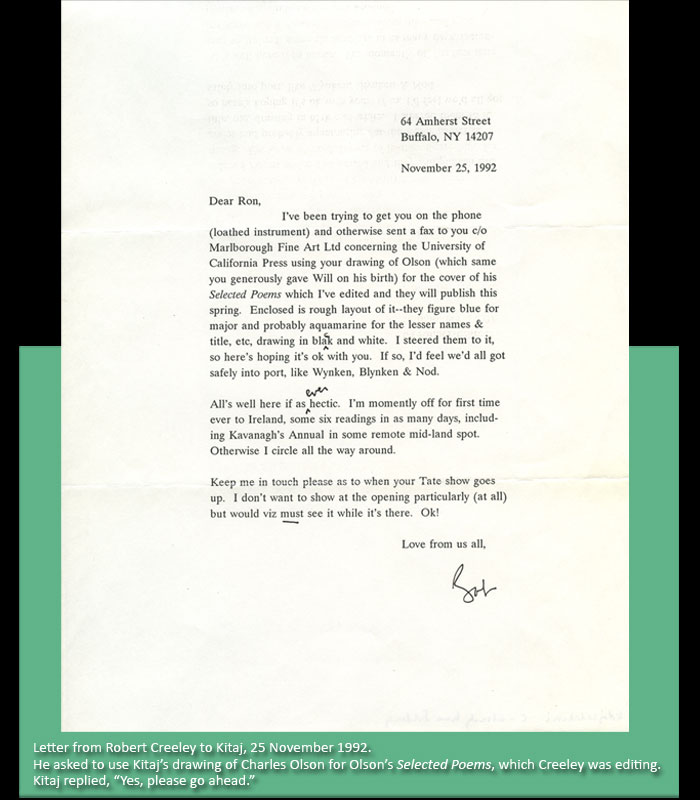 64 Amherst Street
Buffalo, NY 14207
November 25, 1992
Dear Ron,
I've been trying to get you on the phone
(loathed instrument) and otherwise sent a fax to you c/o
Marlborough Fine Art Ltd concerning the University of
California Press using your drawing of Olson (which same
you generously gave Will on his birth) for the cover of his
Selected Poems which I've edited and they will publish this
spring. Enclosed is rough layout of it--they figure blue for
major and probably aquamarine for the lesser names &
title, etc, drawing in blac^k and white. I steered them to it,
so here's hoping it's ok with you. If so, I'd feel we'd all got
safely into port, like Wynken, Blynken & Nod.
ever
All's well here if as ^ hectic. I'm momently off for first time
ever to Ireland, some six readings in as many days, includ-
ing Kavanagh's Annual in some remote mid-land spot.
Otherwise I circle all the way around.
Keep me in touch please as to when your Tate show goes
up. I don't want to show at the opening particularly (at all)
but would viz must see it while it's there. Ok!
Love from us all,
Bob
Letter from Robert Creeley to Kitaj, 25 November 1992.
He asked to use Kitaj's drawing of Charles Olson for Olson's Selected Poems, which Creeley was editing.
Kitaj replied, “Yes, please go ahead.”